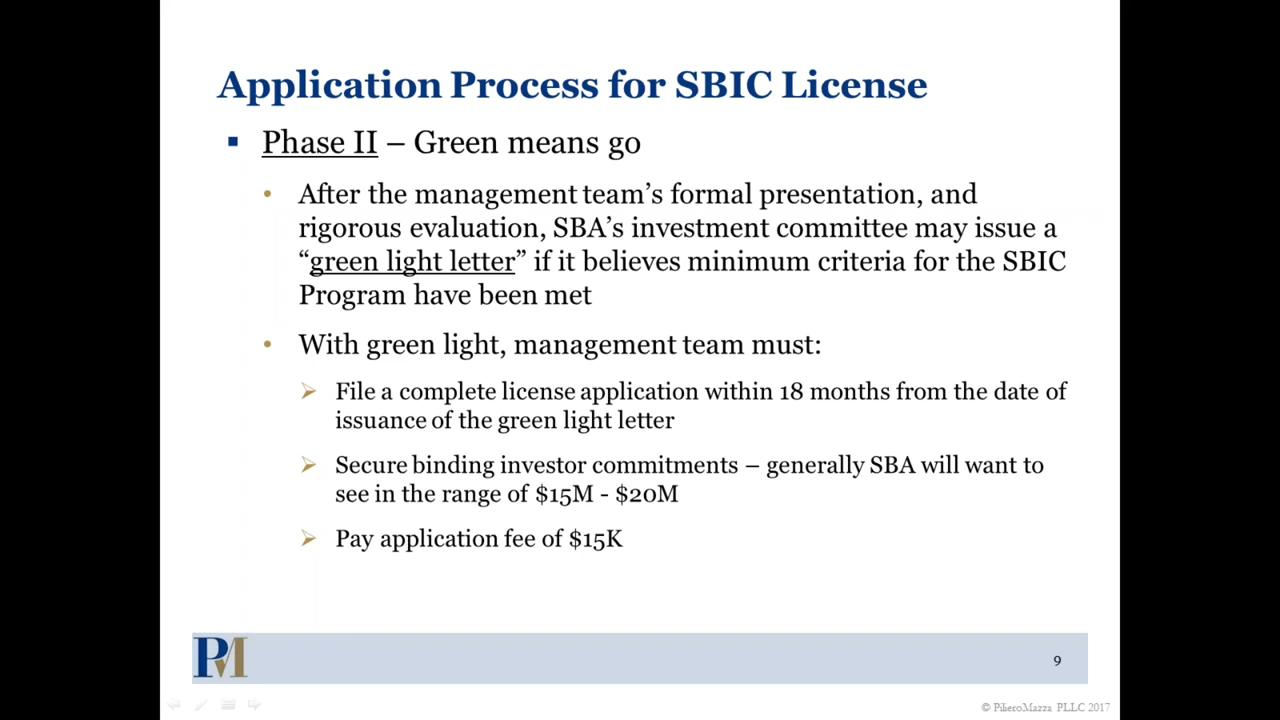 Application Process for SBIC License
Phase II – Green means go
After the management team’s formal presentation, and
rigorous evaluation, SBA’s investment committee may issue a
“green light letter” if it believes minimum criteria for the SBIC
Program have been met
With green light, management team must:
File a complete license application within 18 months from the date of
issuance of the green light letter
Secure binding investor commitments – generally SBA will want to
see in the range of $15M - $20M
Pay application fee of $15K
PM
9
© PilieroMazza PLLC 2017